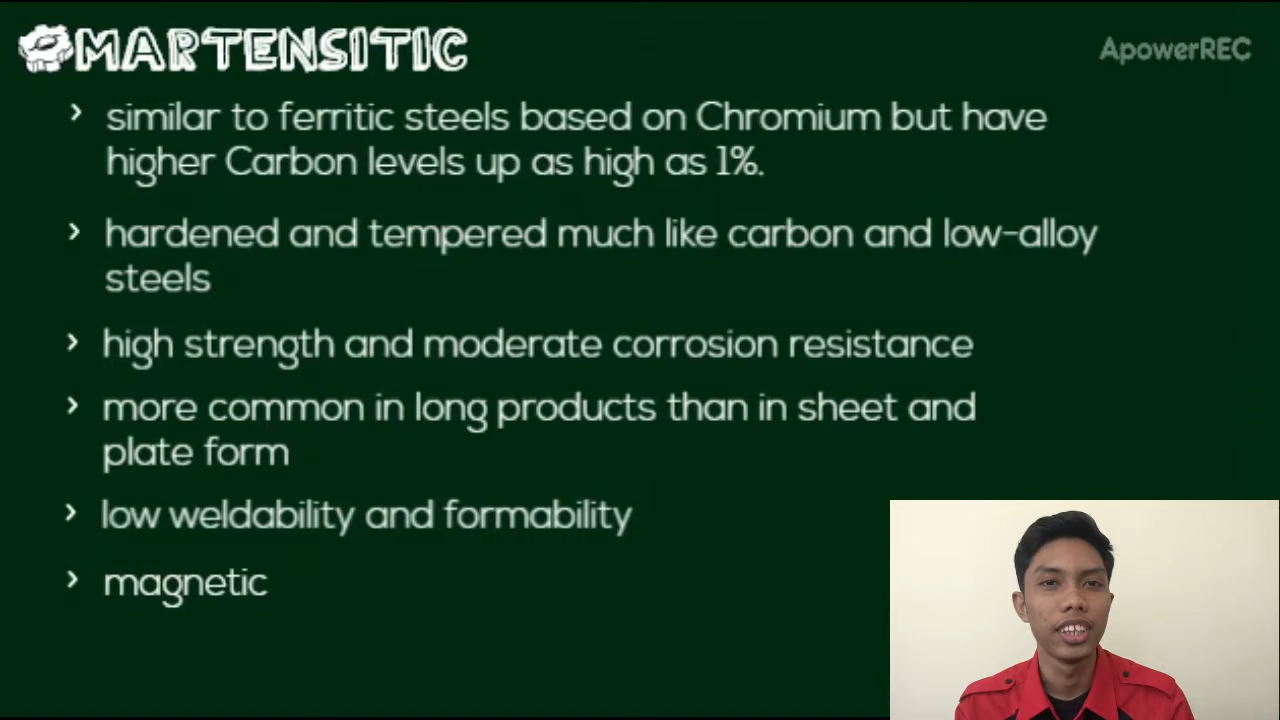 MARTENSITIC
ApowerREC
› similar to ferritic steels based on Chromium but have
higher Carbon levels up as high as 1%.
› hardened and tempered much like carbon and low-alloy
steels
› high strength and moderate corrosion resistance
› more common in long products than in sheet and
plate form
› low weldability and formability
› magnetic